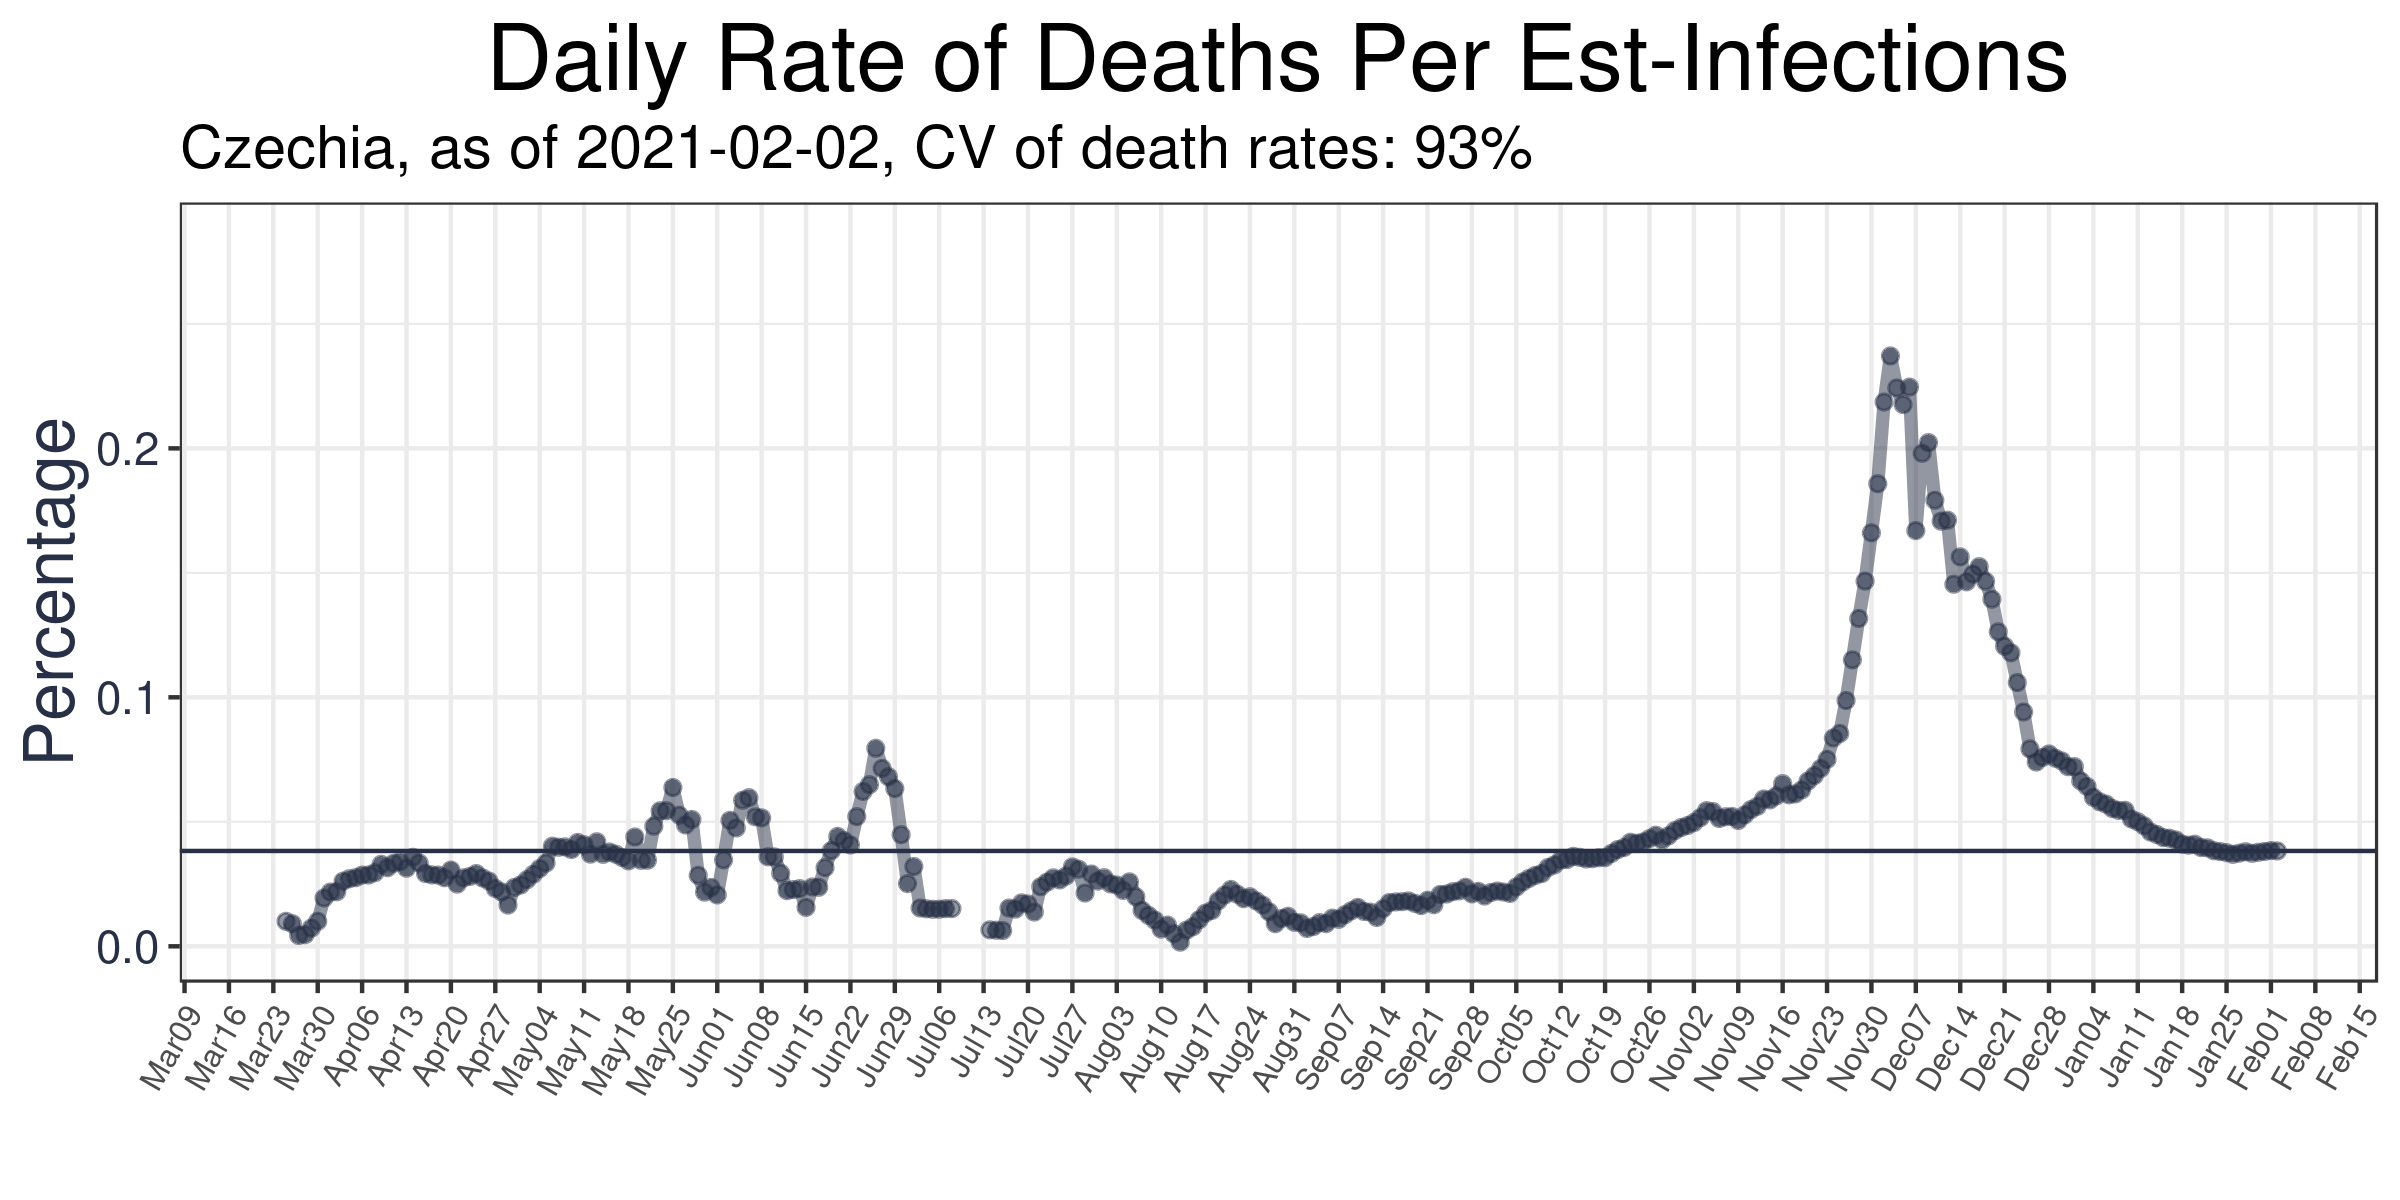 Daily Rate of Deaths Per Est-Infections
Czechia, as of 2021-02-02, CV of death rates: 93%
Percentage
0.2
0.1
0.0
Mar09 Mar16 Mar23 Mar30 Apr06 Apr13 Apr20 Apr27 May04 May11 May18 May25 Jun01 Jun08 Jun15 Jun22 Jun29 Jul06 Jul13 Jul20 Jul27 Aug03 Aug10 Aug17 Aug24 Aug31 Sep07 Sep14 Sep21 Sep28 Oct05 Oct12 Oct19 Oct26 Nov02 Nov09 Nov16 Nov23 Nov30 Dec07 Dec14 Dec21 Dec28 Jan04 Jan11 Jan18 Jan25 Feb01 Feb08 Feb15